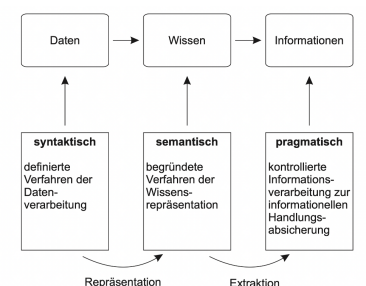 Daten
Wissen
Informationen
syntaktisch
definierte
Verfahren der
Daten-
verarbeitung
semantisch
begründete
Verfahren der
Wissens-
repräsentation
pragmatisch
kontrollierte
Informations-
verarbeitung zur
informationellen
Handlungs-
absicherung
Repräsentation
Extraktion